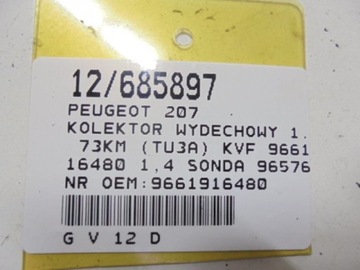 12/685897
PEUGEOT 207
KOLEKTOR WYDECHOWY 1.
73KM (TU3A) KVF 9661
16480 1,4 SONDA 96576
NR OEM:9661916480
G V 12 D